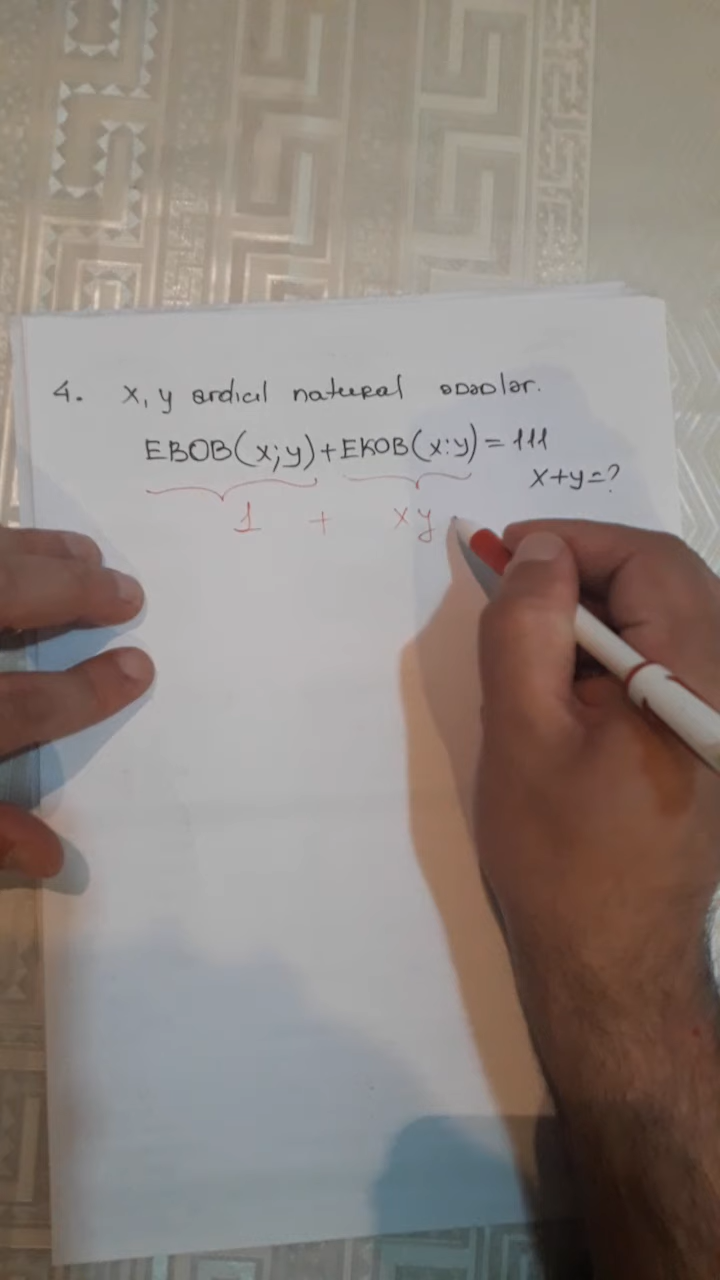 4. x, y ardıcıl natural ədədlər.
EBOB(x;y)+EKOB(x:y)=111
x+y=?
1 + xy